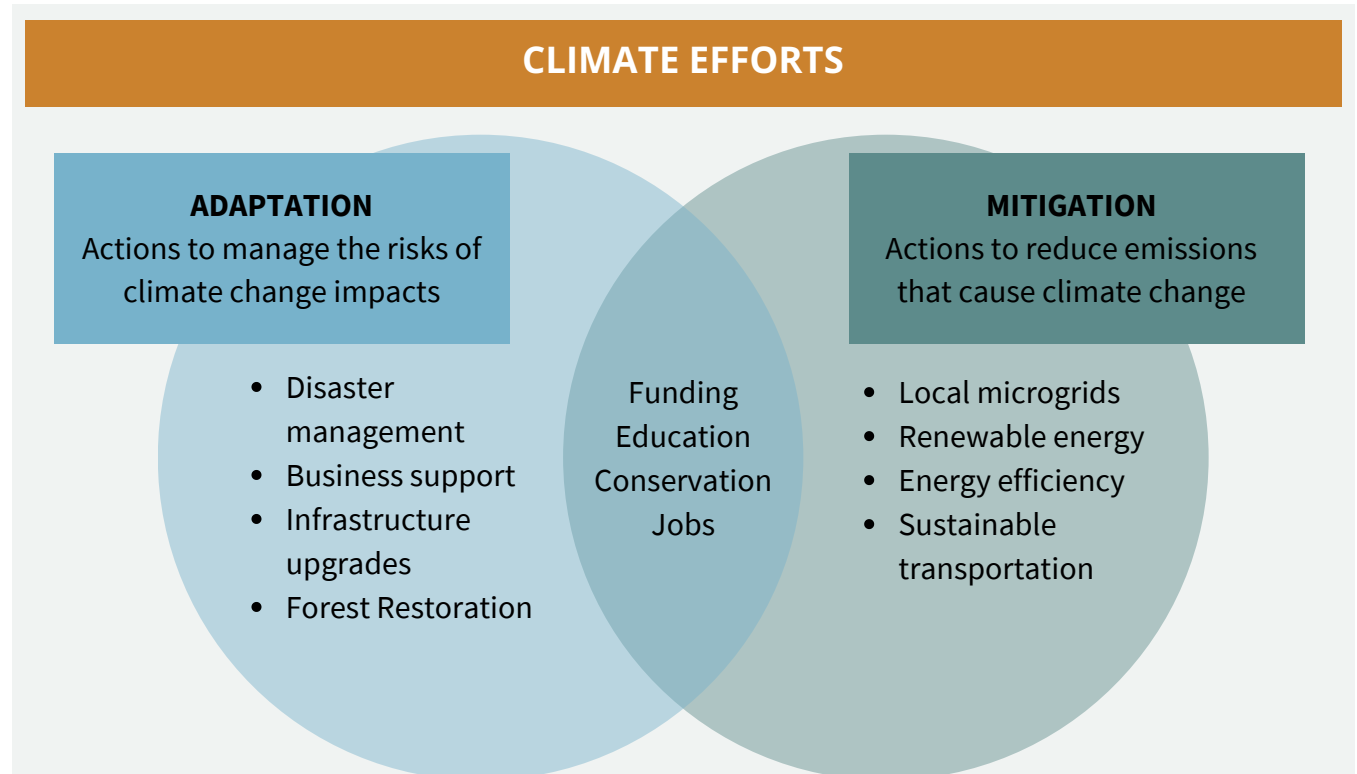 CLIMATE EFFORTS
ADAPTATION
Actions to manage the risks of
climate change impacts
• Disaster
management
• Business support
• Infrastructure
upgrades
• Forest Restoration
Funding
Education
Conservation
Jobs
MITIGATION
Actions to reduce emissions
that cause climate change
• Local microgrids
• Renewable energy
• Energy efficiency
• Sustainable
transportation